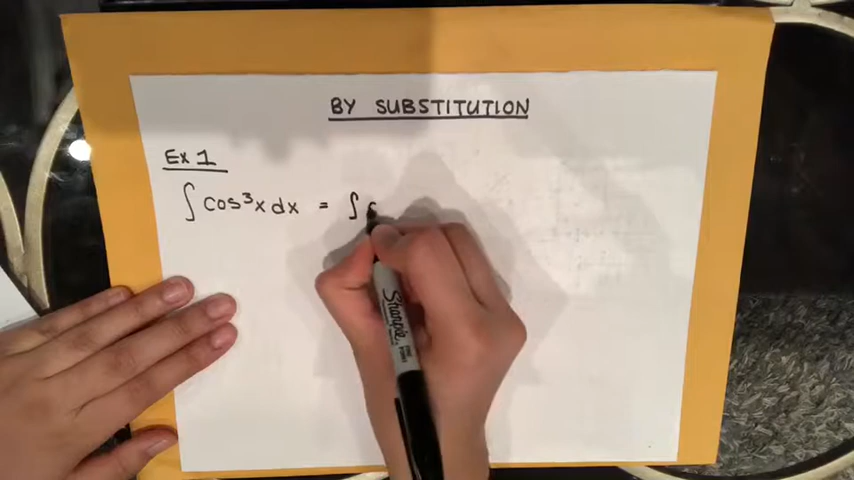 BY SUBSTITUTION
Ex 1
∫ cos³x dx = ∫ c
Sharpie